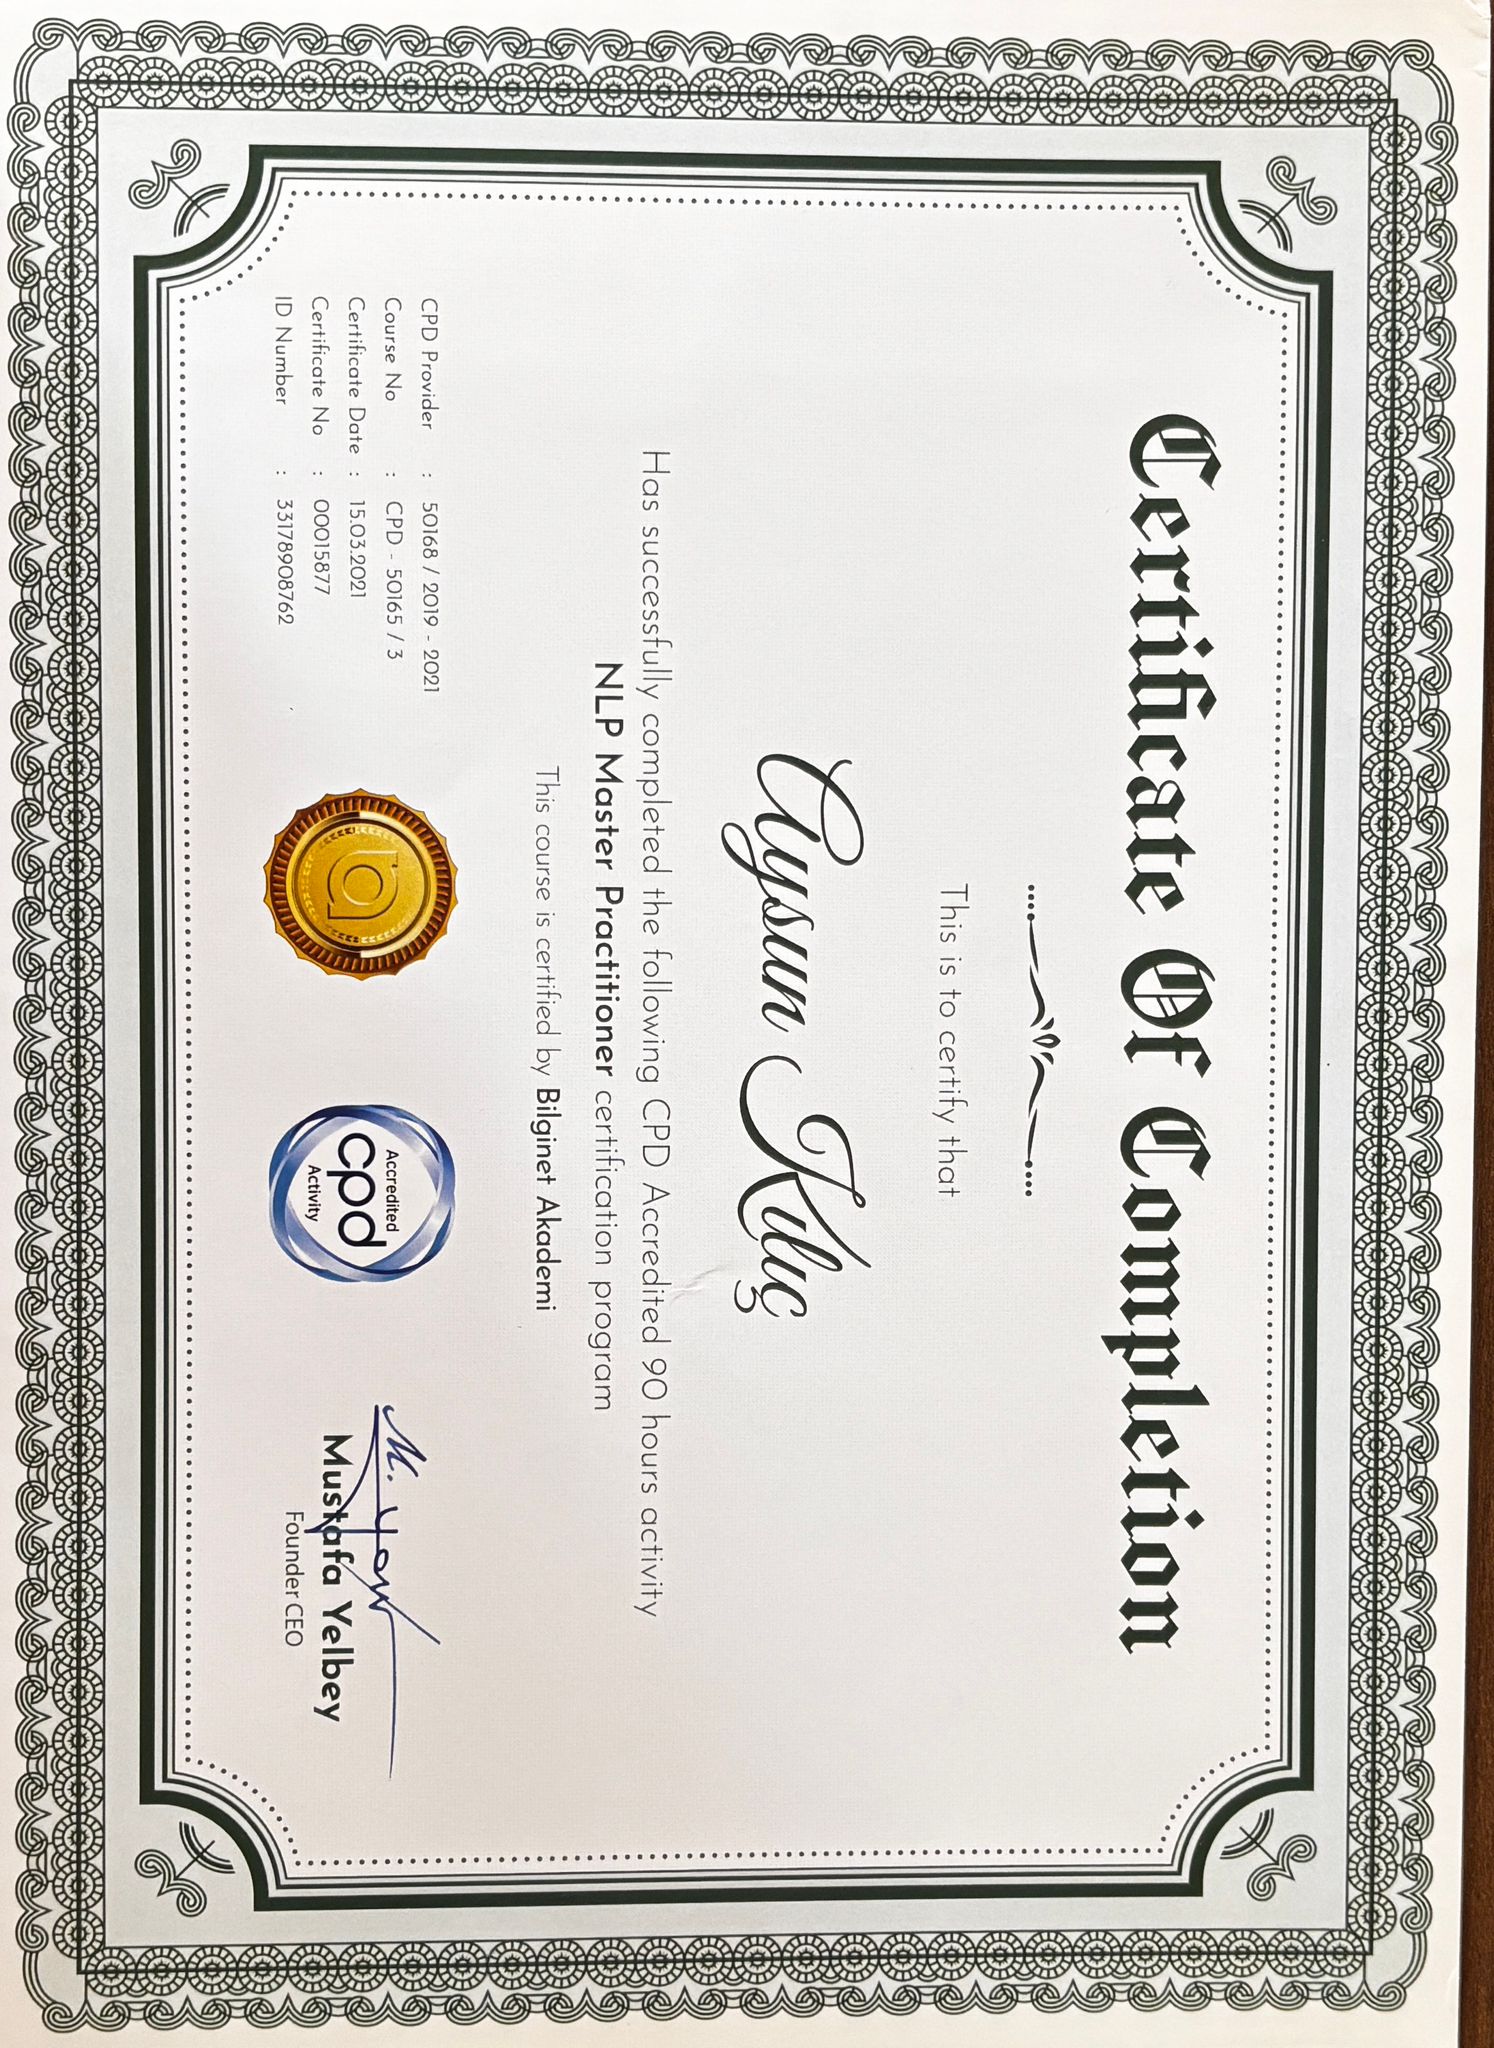 Certificate Of Completion
This is to certify that
Aysun Kılıç
Has successfully completed the following CPD Accredited 90 hours activity
NLP Master Practitioner certification program
This course is certified by Bilginet Akademi
CPD Provider : 50168 / 2019 - 2021
Course No : CPD - 50165 / 3
Certificate Date : 15.03.2021
Certificate No : 00015877
ID Number : 33178908762
a
Accredited
cpd
Activity
Mustafa Yelbey
Founder CEO